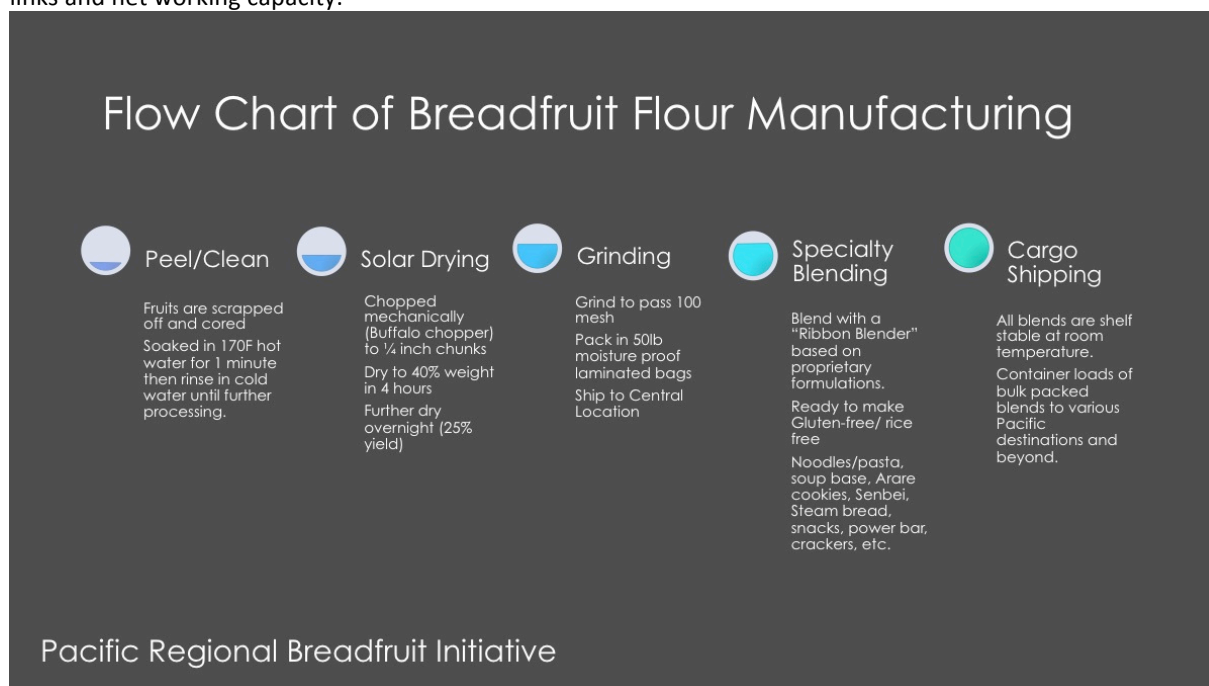 links and net working capacity.
Flow Chart of Breadfruit Flour Manufacturing
Peel/Clean
Fruits are scrapped
off and cored
Soaked in 170F hot
water for 1 minute
then rinse in cold
water until further
processing.
Solar Drying
Chopped
mechanically
(Buffalo chopper)
to ¼ inch chunks
Dry to 40% weight
in 4 hours
Further dry
overnight (25%
yield)
Grinding
Grind to pass 100
mesh
Pack in 50lb
moisture proof
laminated bags
Ship to Central
Location
Specialty
Blending
Blend with a
“Ribbon Blender”
based on
proprietary
formulations.
Ready to make
Gluten-free/ rice
free
Noodles/pasta,
soup base, Arare
cookies, Senbei,
Steam bread,
snacks, power bar,
crackers, etc.
Cargo
Shipping
All blends are shelf
stable at room
temperature.
Container loads of
bulk packed
blends to various
Pacific
destinations and
beyond.
Pacific Regional Breadfruit Initiative